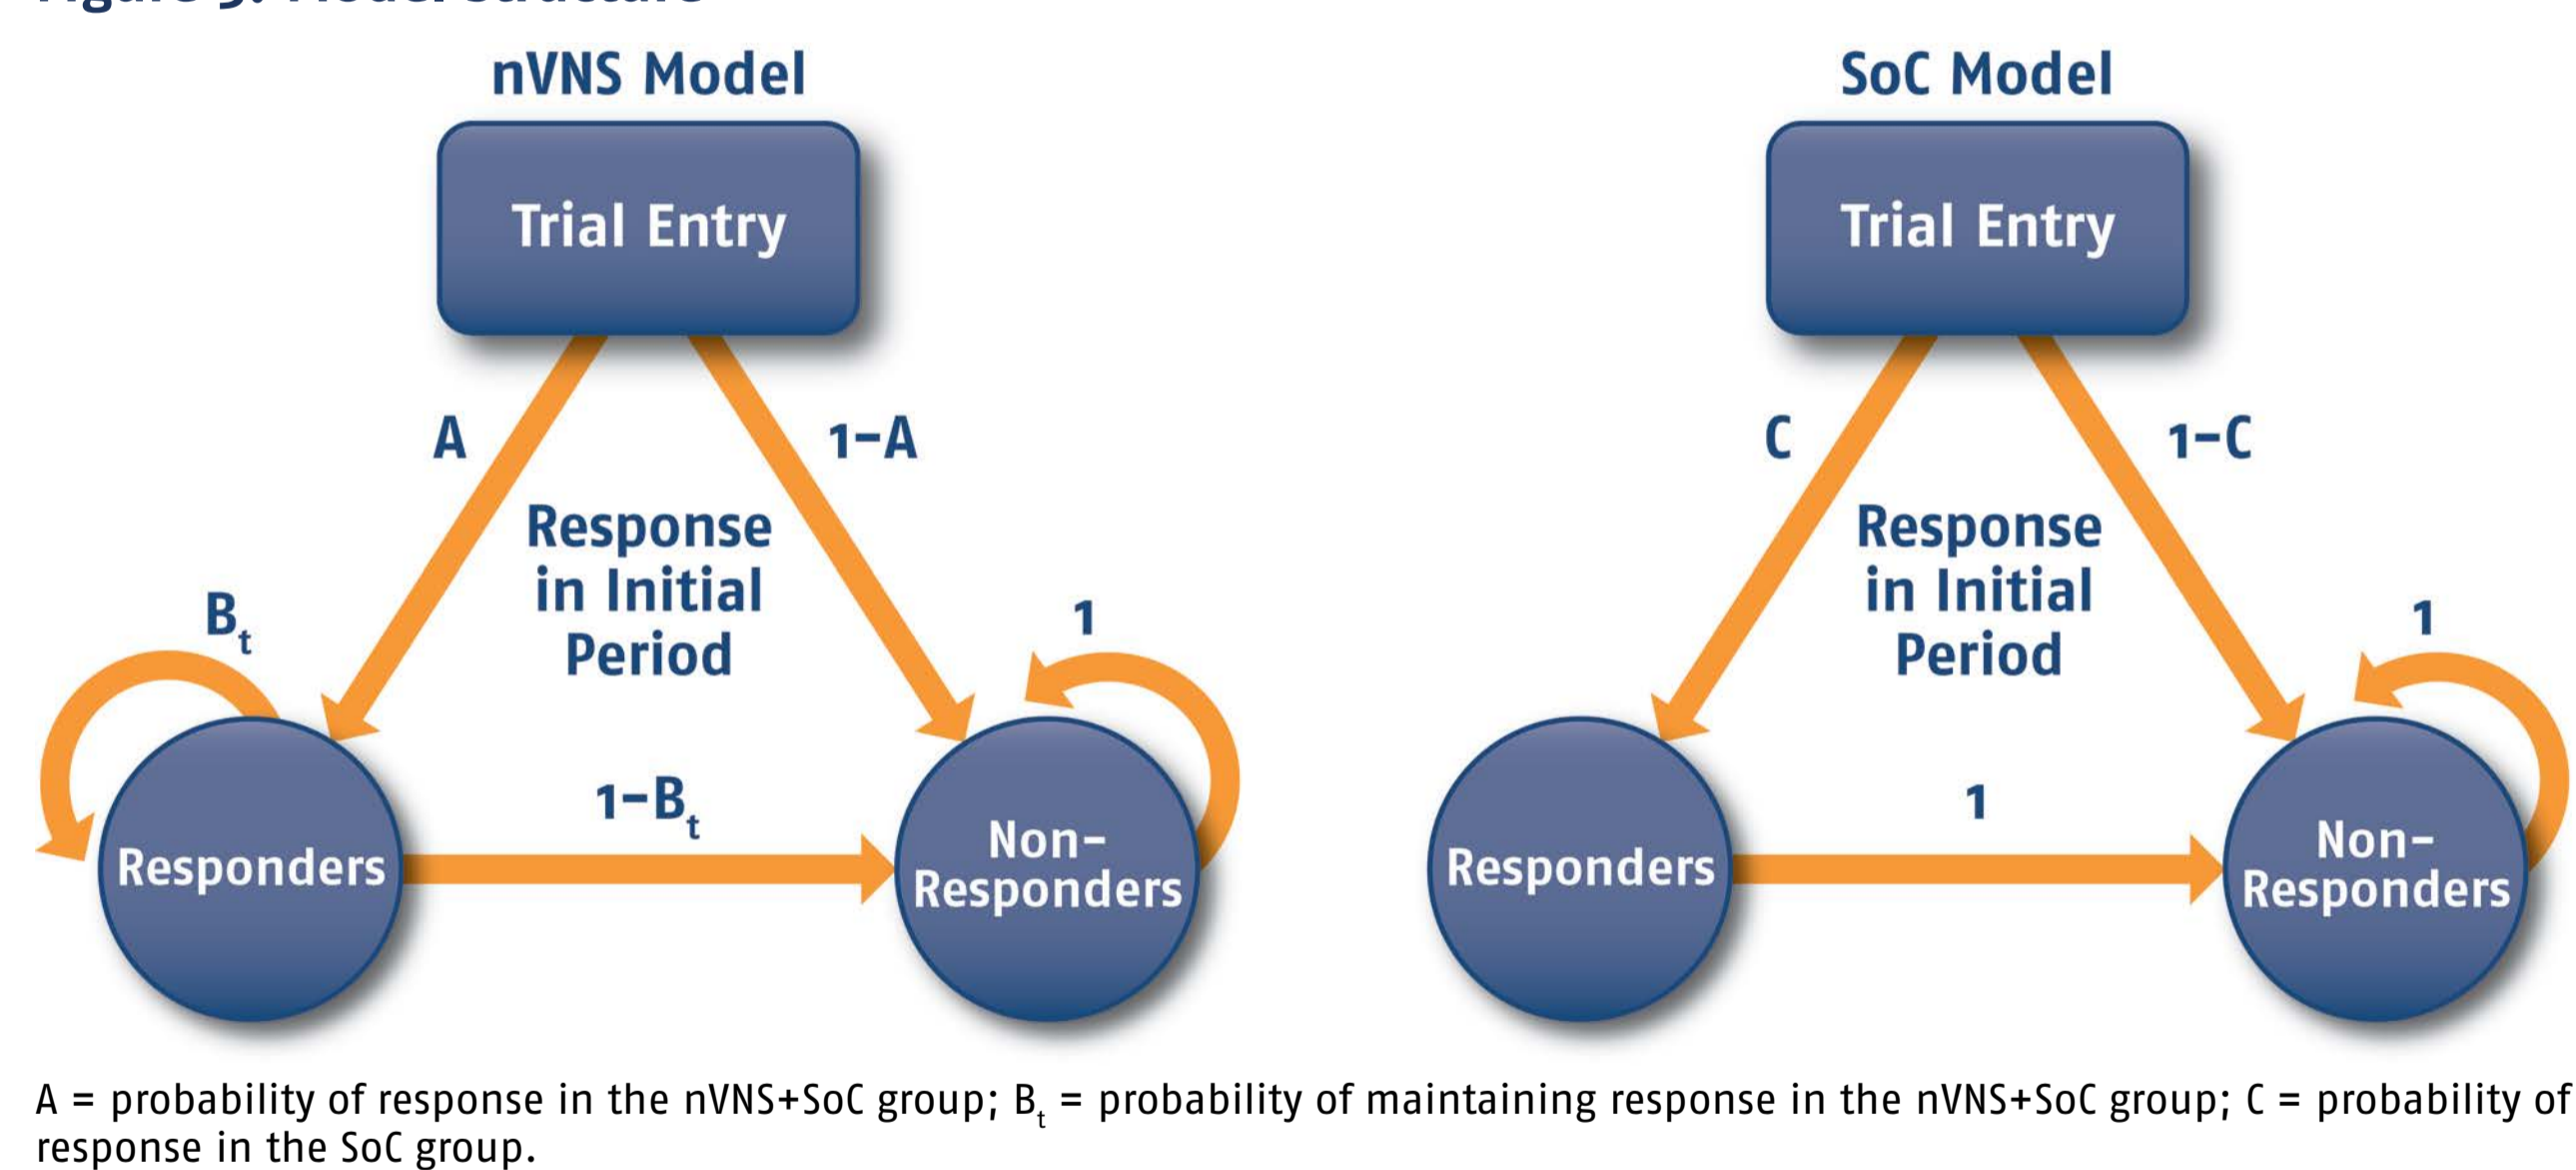 nVNS Model
Trial Entry
A
1-A
Response
in Initial
Period
Bt
1
1-Bt
Responders
Non-
Responders
SoC Model
Trial Entry
C
1-C
Response
in Initial
Period
1
1
Responders
Non-
Responders
A = probability of response in the nVNS+SoC group; Bt = probability of maintaining response in the nVNS+SoC group; C = probability of
response in the SoC group.